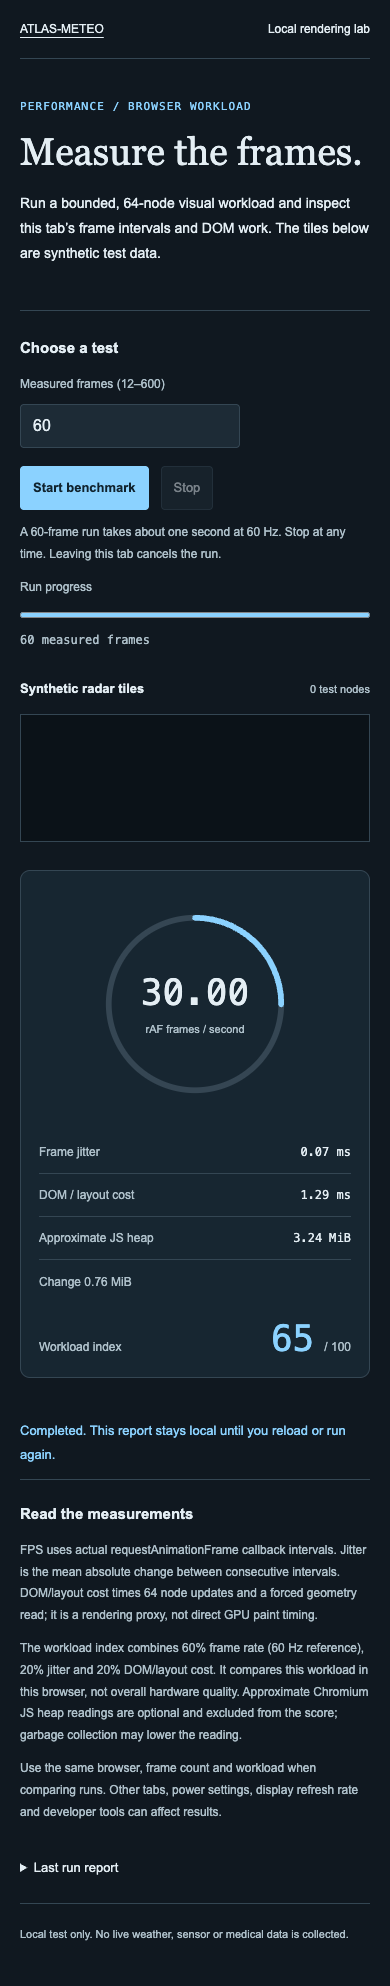 ATLAS-METEO
Local rendering lab
PERFORMANCE / BROWSER WORKLOAD
Measure the frames.
Run a bounded, 64-node visual workload and inspect
this tab’s frame intervals and DOM work. The tiles below
are synthetic test data.
Choose a test
Measured frames (12–600)
60
Start benchmark
Stop
A 60-frame run takes about one second at 60 Hz. Stop at any
time. Leaving this tab cancels the run.
Run progress
60 measured frames
Synthetic radar tiles
0 test nodes
30.00
rAF frames / second
Frame jitter
0.07 ms
DOM / layout cost
1.29 ms
Approximate JS heap
3.24 MiB
Change 0.76 MiB
Workload index
65 / 100
Completed. This report stays local until you reload or run
again.
Read the measurements
FPS uses actual requestAnimationFrame callback intervals. Jitter
is the mean absolute change between consecutive intervals.
DOM/layout cost times 64 node updates and a forced geometry
read; it is a rendering proxy, not direct GPU paint timing.
The workload index combines 60% frame rate (60 Hz reference),
20% jitter and 20% DOM/layout cost. It compares this workload in
this browser, not overall hardware quality. Approximate Chromium
JS heap readings are optional and excluded from the score;
garbage collection may lower the reading.
Use the same browser, frame count and workload when
comparing runs. Other tabs, power settings, display refresh rate
and developer tools can affect results.
Last run report
Local test only. No live weather, sensor or medical data is collected.